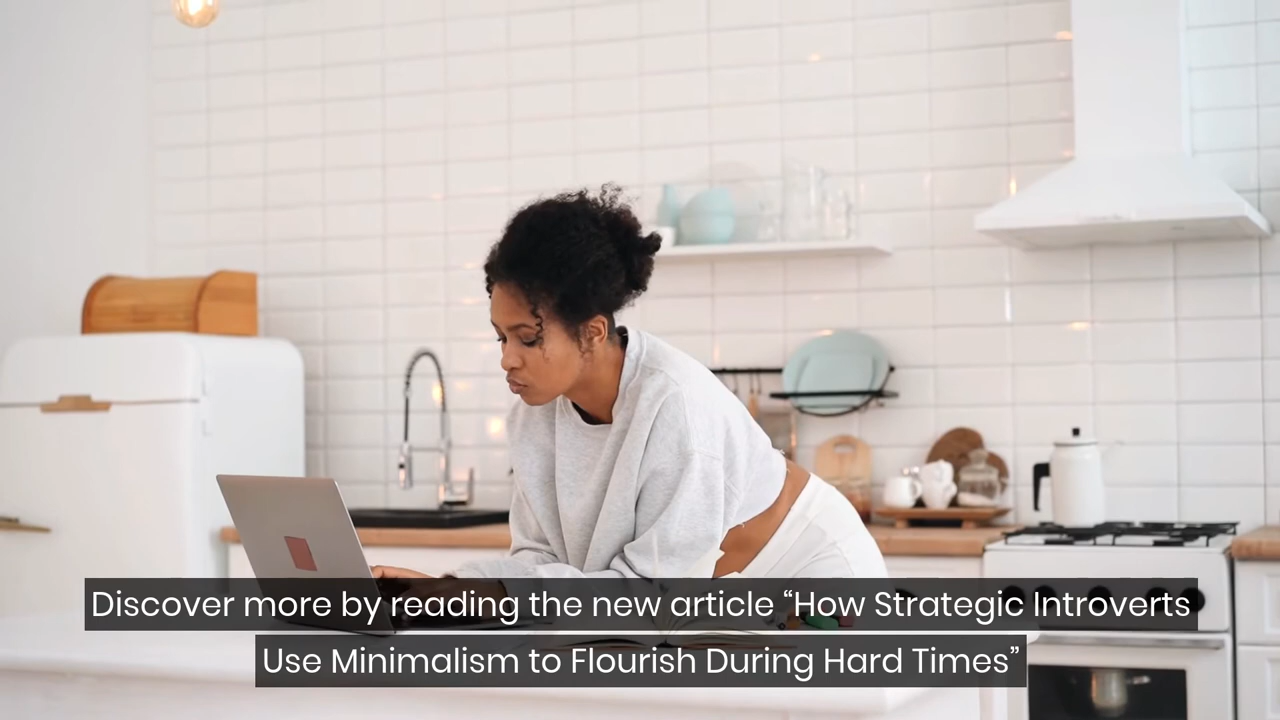 Discover more by reading the new article “How Strategic Introverts
Use Minimalism to Flourish During Hard Times”